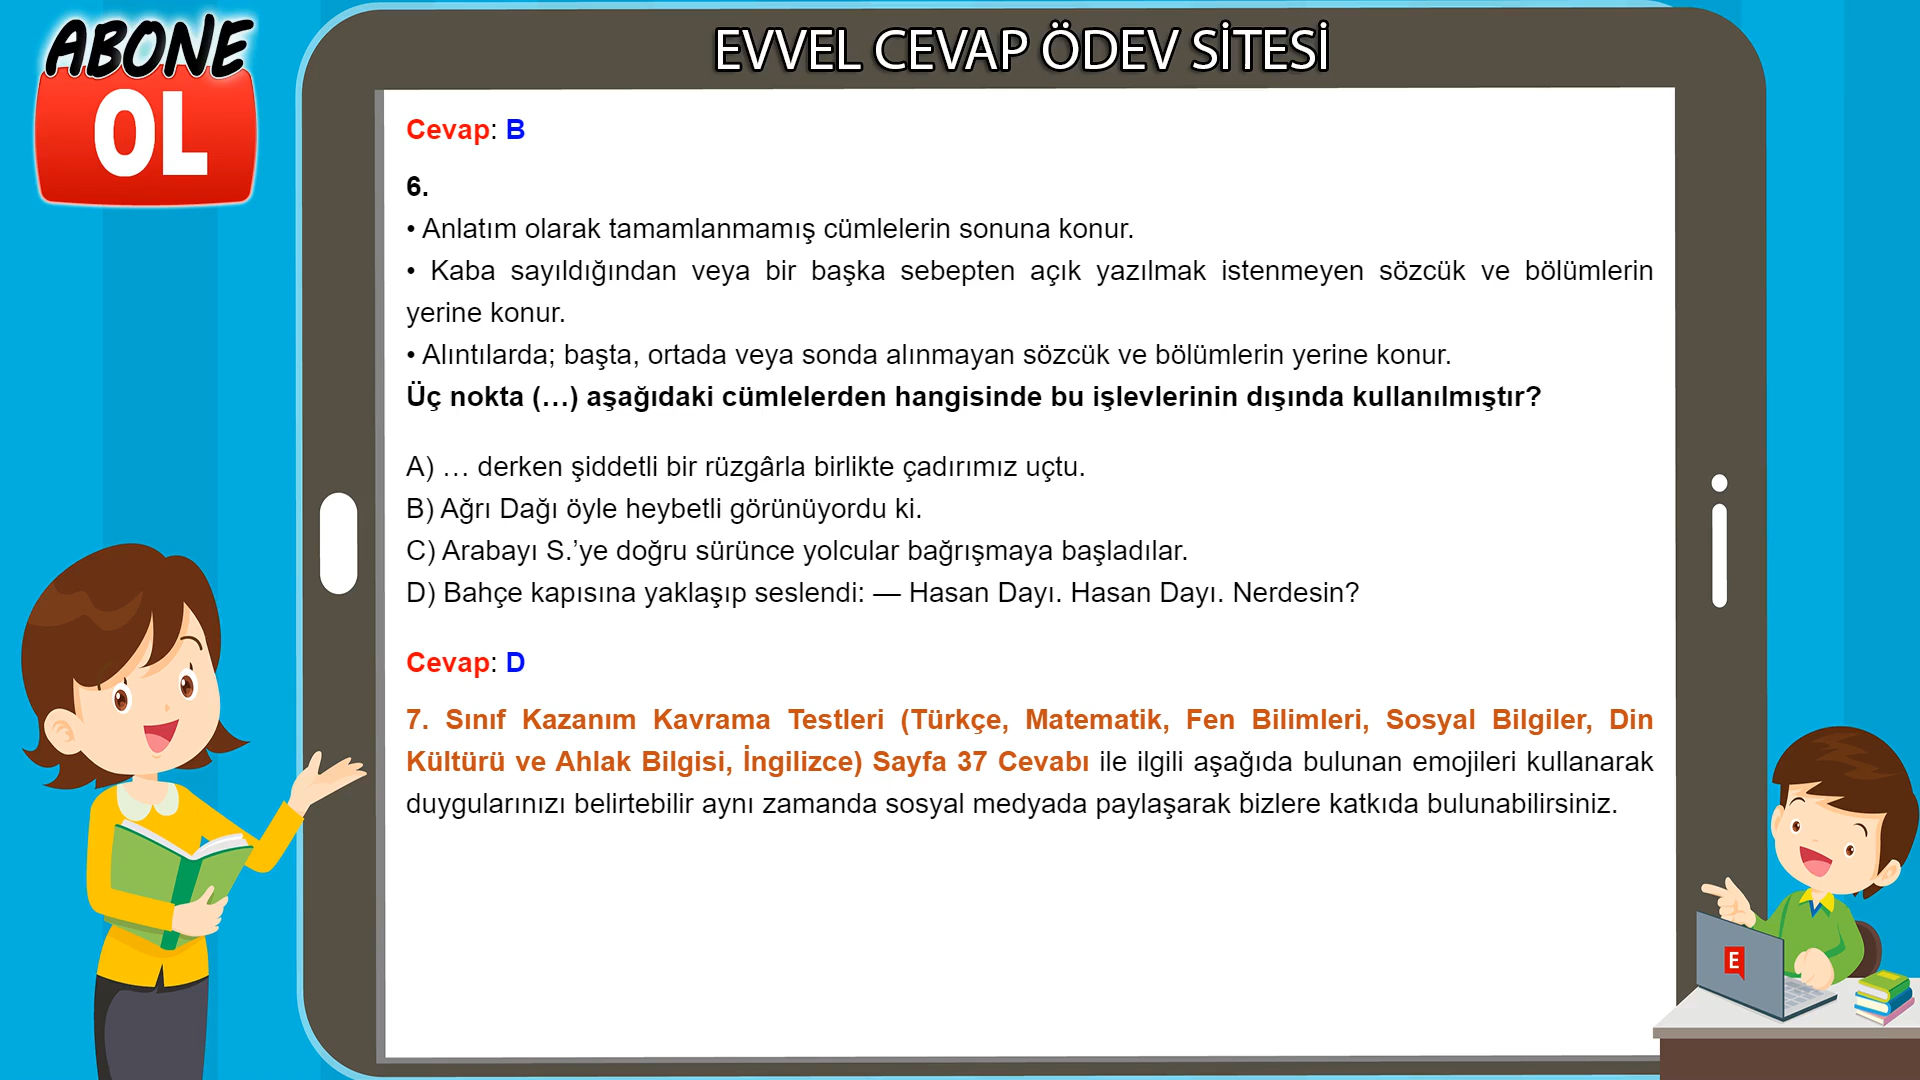 ABONE
OL
EVVEL CEVAP ÖDEV SİTESİ
Cevap: B
6.
• Anlatım olarak tamamlanmamış cümlelerin sonuna konur.
• Kaba sayıldığından veya bir başka sebepten açık yazılmak istenmeyen sözcük ve bölümlerin
yerine konur.
• Alıntılarda; başta, ortada veya sonda alınmayan sözcük ve bölümlerin yerine konur.
Üç nokta (…) aşağıdaki cümlelerden hangisinde bu işlevlerinin dışında kullanılmıştır?
A) … derken şiddetli bir rüzgârla birlikte çadırımız uçtu.
B) Ağrı Dağı öyle heybetli görünüyordu ki.
C) Arabayı S.’ye doğru sürünce yolcular bağrışmaya başladılar.
D) Bahçe kapısına yaklaşıp seslendi: — Hasan Dayı. Hasan Dayı. Nerdesin?
Cevap: D
7. Sınıf Kazanım Kavrama Testleri (Türkçe, Matematik, Fen Bilimleri, Sosyal Bilgiler, Din
Kültürü ve Ahlak Bilgisi, İngilizce) Sayfa 37 Cevabı ile ilgili aşağıda bulunan emojileri kullanarak
duygularınızı belirtebilir aynı zamanda sosyal medyada paylaşarak bizlere katkıda bulunabilirsiniz.
E